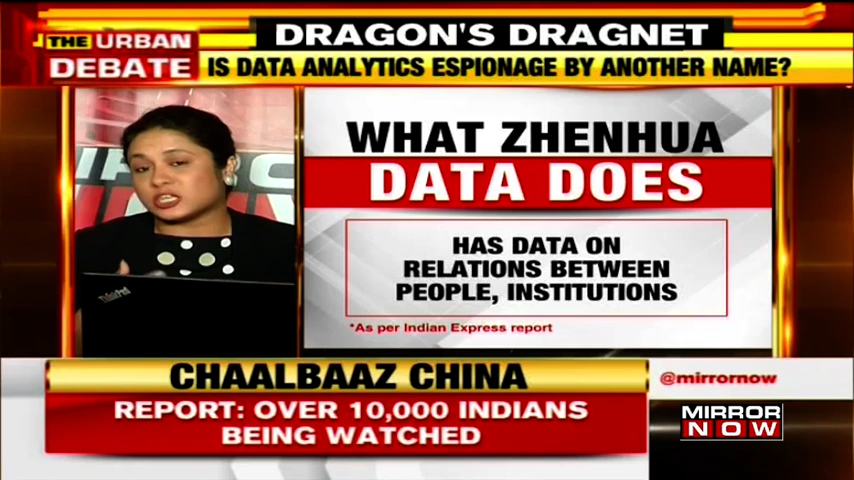 THE URBAN
DEBATE
DRAGON'S DRAGNET
IS DATA ANALYTICS ESPIONAGE BY ANOTHER NAME?
WHAT ZHENHUA
DATA DOES
HAS DATA ON
RELATIONS BETWEEN
PEOPLE, INSTITUTIONS
*As per Indian Express report
ThinkPad
CHAALBAAZ CHINA
REPORT: OVER 10,000 INDIANS
BEING WATCHED
@mirrornow
MIRROR
NOW